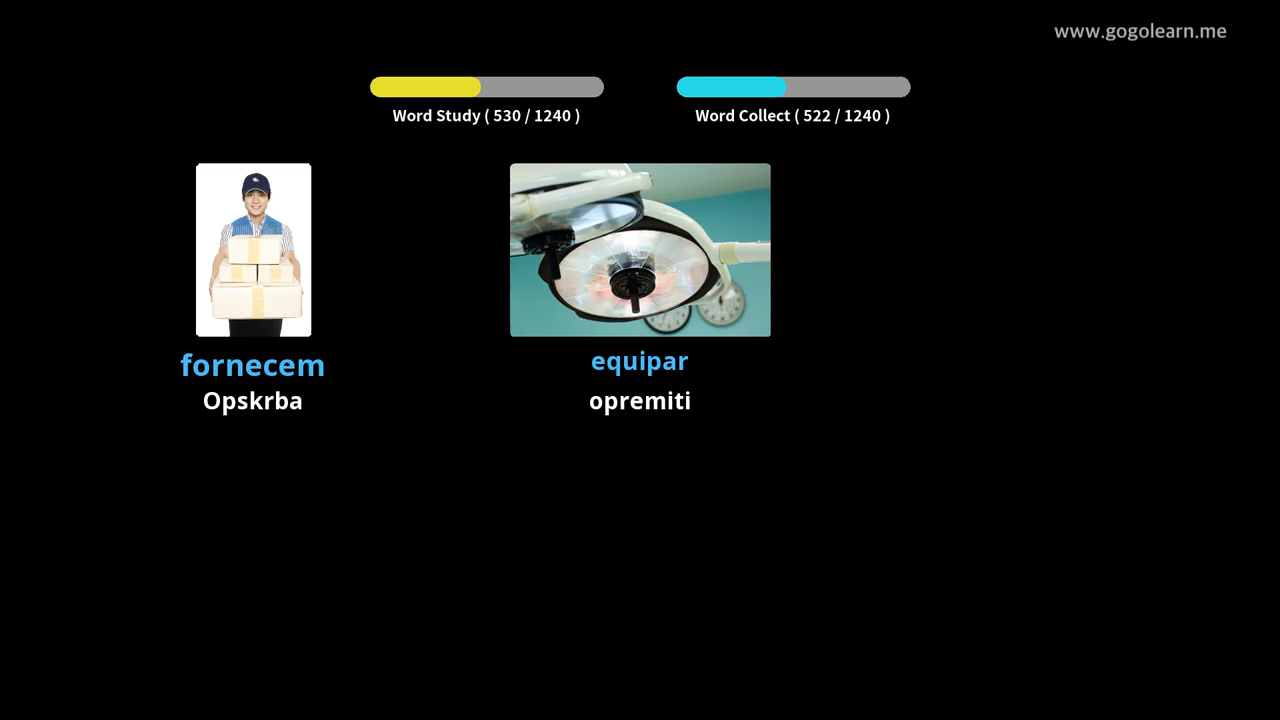 www.gogolearn.me
Word Study ( 530 / 1240 )
Word Collect ( 522 / 1240 )
fornecem
Opskrba
equipar
opremiti